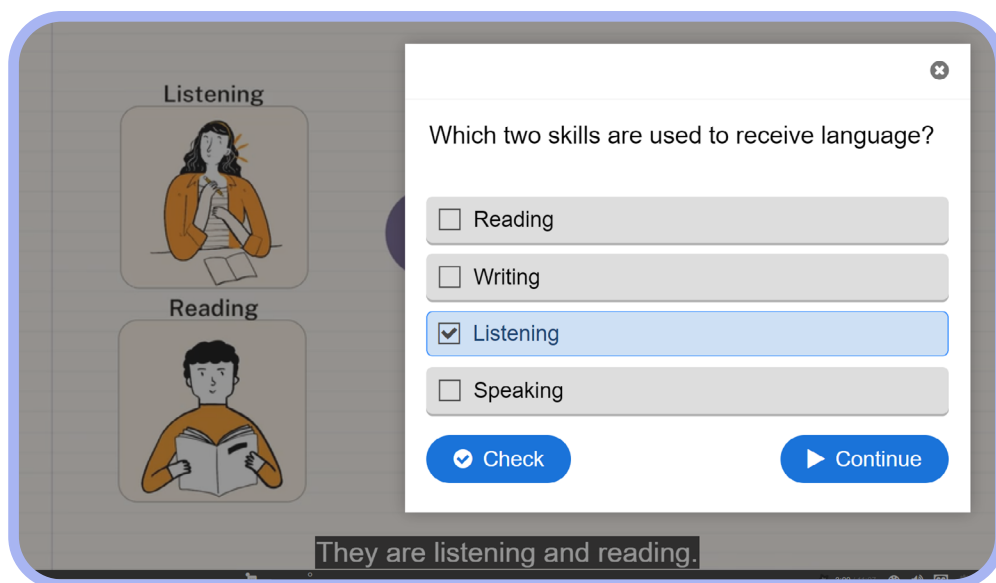 Listening
Reading
Which two skills are used to receive language?
Reading
Writing
Listening
Speaking
Check
Continue
They are listening and reading.